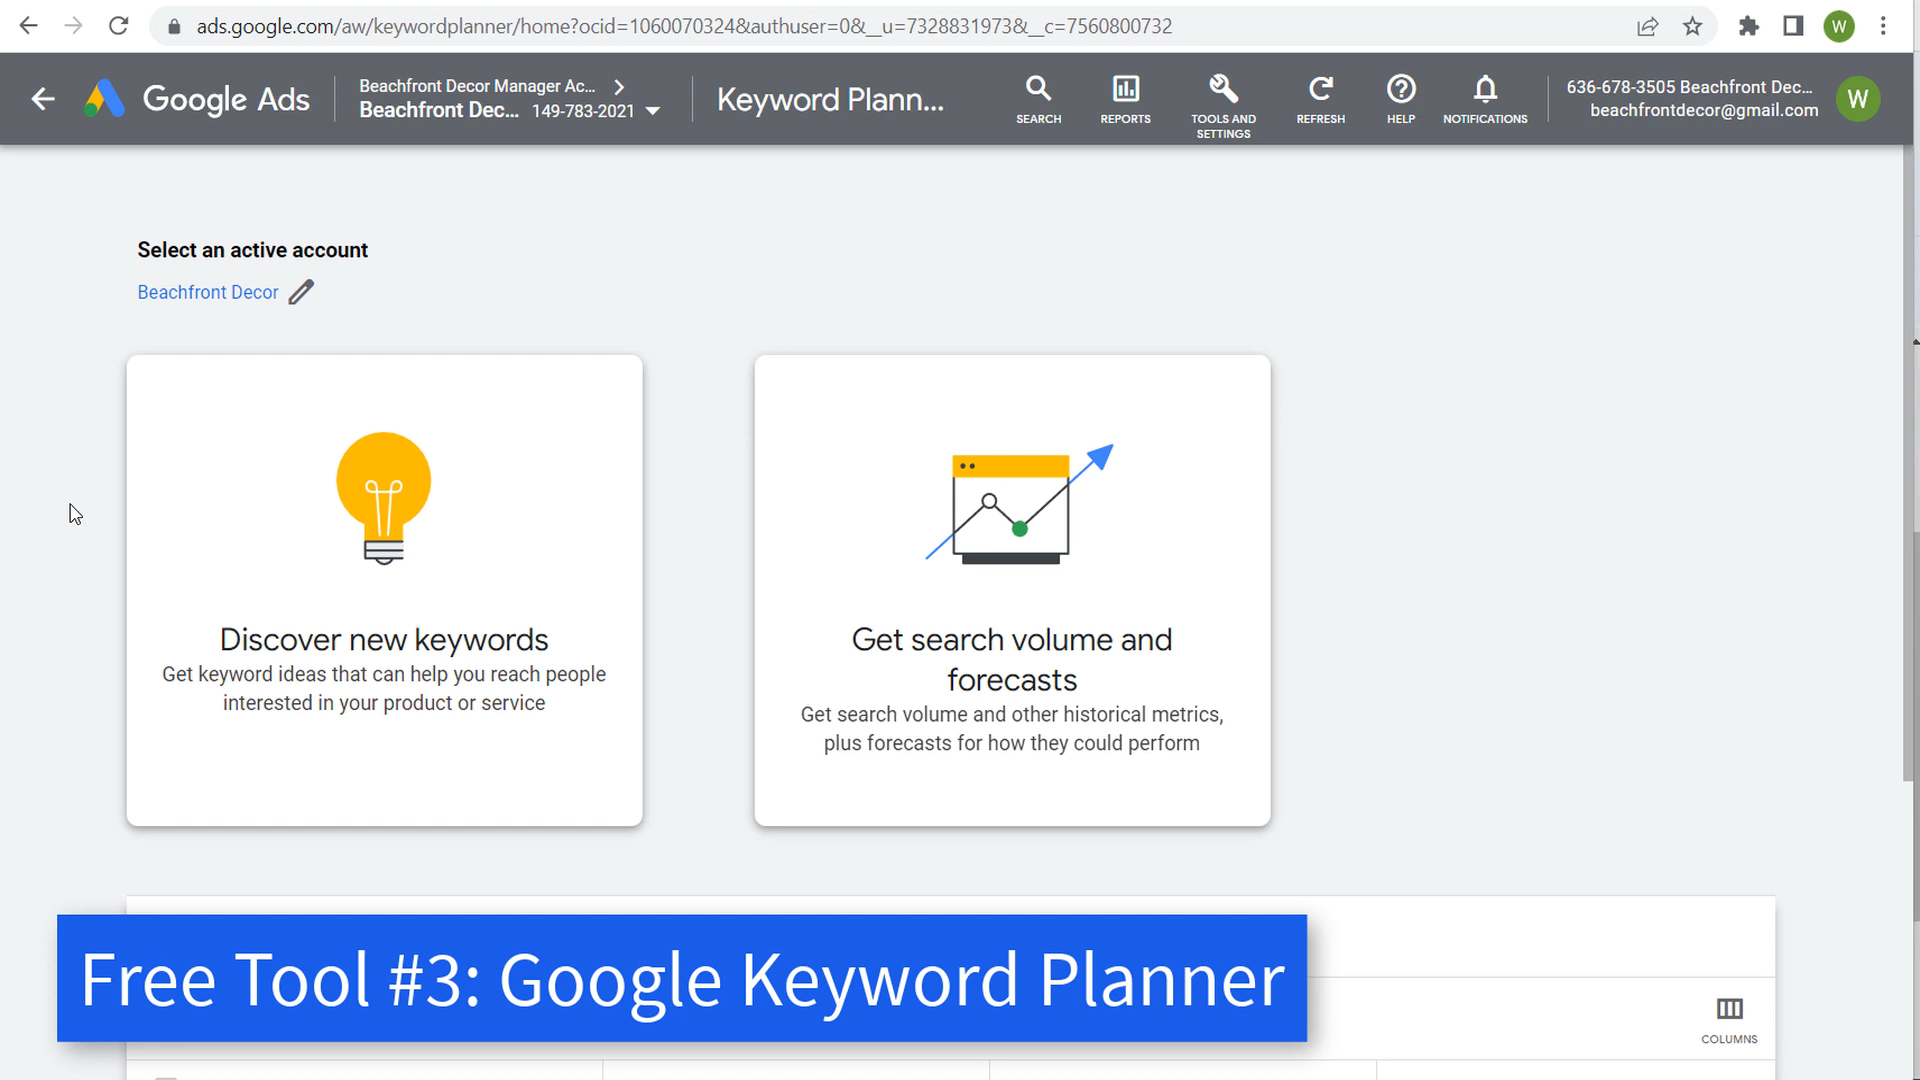 ads.google.com/aw/keywordplanner/home?ocid=1060070324&authuser=0&__u=7328831973&__c=7560800732
W
Google Ads
Beachfront Decor Manager Ac...
Beachfront Dec... 149-783-2021
Keyword Plann...
SEARCH
REPORTS
TOOLS AND
SETTINGS
REFRESH
HELP
NOTIFICATIONS
636-678-3505 Beachfront Dec...
beachfrontdecor@gmail.com
W
Select an active account
Beachfront Decor
Discover new keywords
Get keyword ideas that can help you reach people
interested in your product or service
Get search volume and
forecasts
Get search volume and other historical metrics,
plus forecasts for how they could perform
Free Tool #3: Google Keyword Planner
COLUMNS